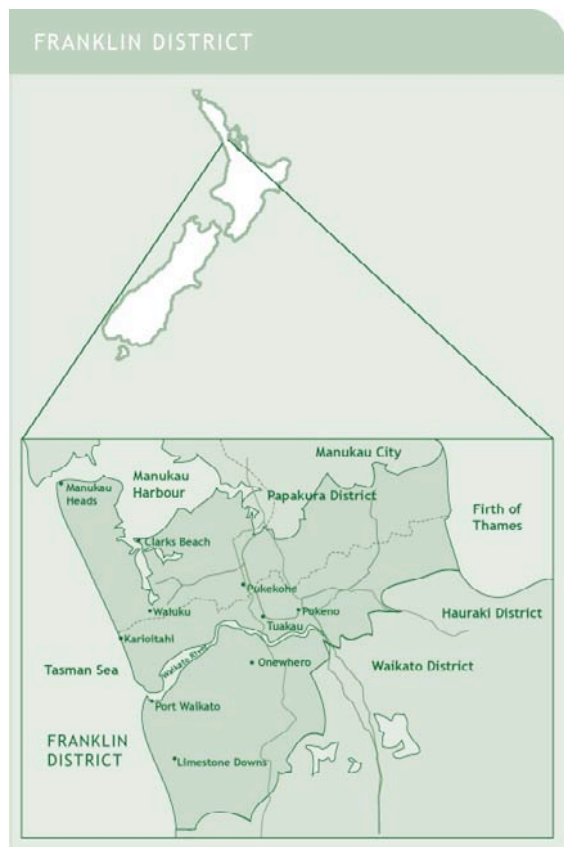 FRANKLIN DISTRICT
Manukau City
Manukau
Harbour
Manukau
Heads
Papakura District
Firth of
Thames
Clarks Beach
Pukekohe
Waiuku
Pokeno
Hauraki District
Tuakau
Karioitahi
Waikato River
Onewhero
Waikato District
Tasman Sea
Port Waikato
FRANKLIN
DISTRICT
Limestone Downs